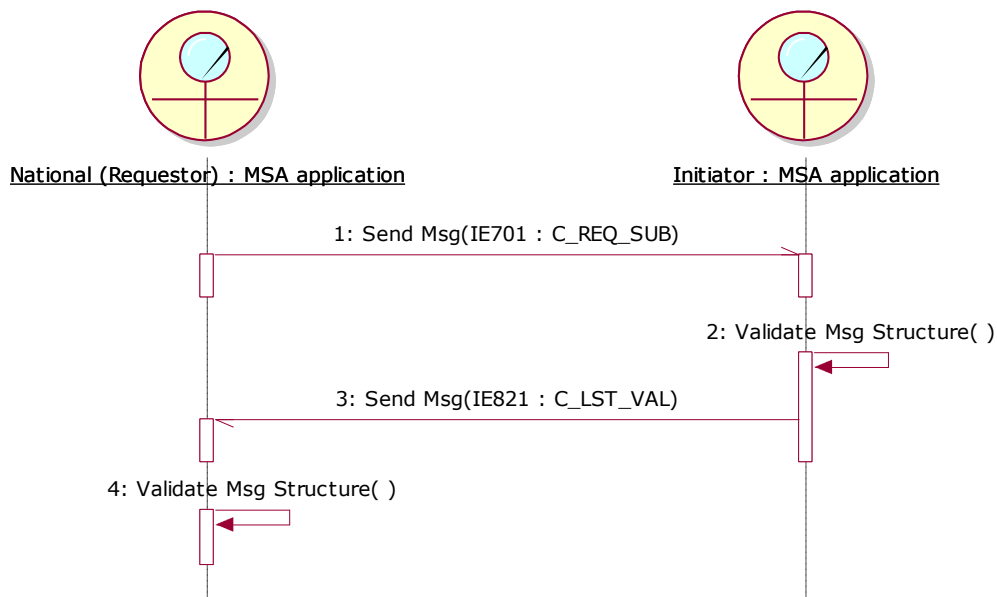 National (Requestor) : MSA application
Initiator : MSA application
1: Send Msg(IE701 : C_REQ_SUB)
2: Validate Msg Structure( )
3: Send Msg(IE821 : C_LST_VAL)
4: Validate Msg Structure( )